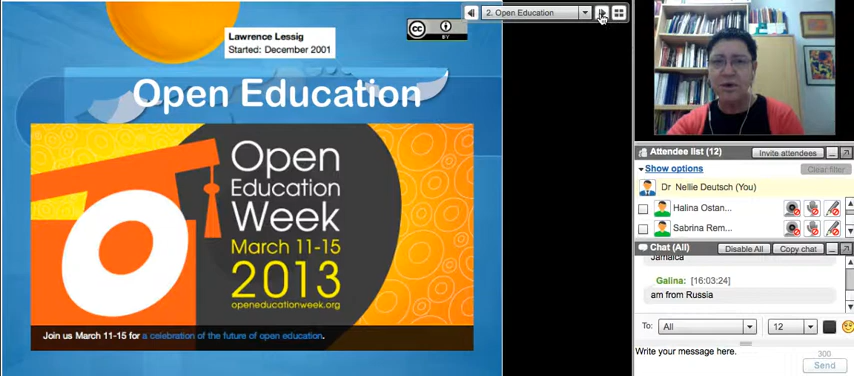 Lawrence Lessig
Started: December 2001
cc
BY
2. Open Education
Open Education
Open
Education
Week
March 11-15
2013
openeducationweek.org
Join us March 11-15 for a celebration of the future of open education.
Attendee list (12)
Invite attendees
Show options
Clear filter
Dr Nellie Deutsch (You)
Halina Ostan...
Sabrina Rem...
Chat (All)
Disable All
Copy chat
Jamaica
Galina: [16:03:24]
am from Russia
To:
All
12
Write your message here.
300
Send